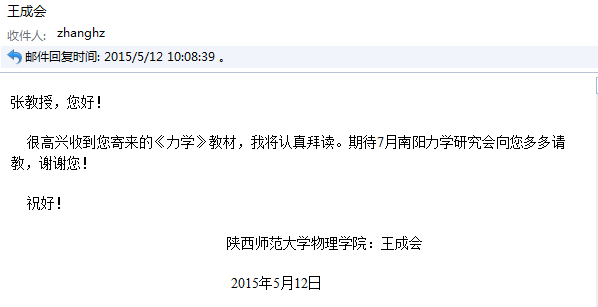 王成会
收件人: zhanghz
邮件回复时间: 2015/5/12 10:08:39 。
张教授，您好！
很高兴收到您寄来的《力学》教材，我将认真拜读。期待7月南阳力学研究会向您多多请
教，谢谢您！
祝好！
陕西师范大学物理学院：王成会
2015年5月12日